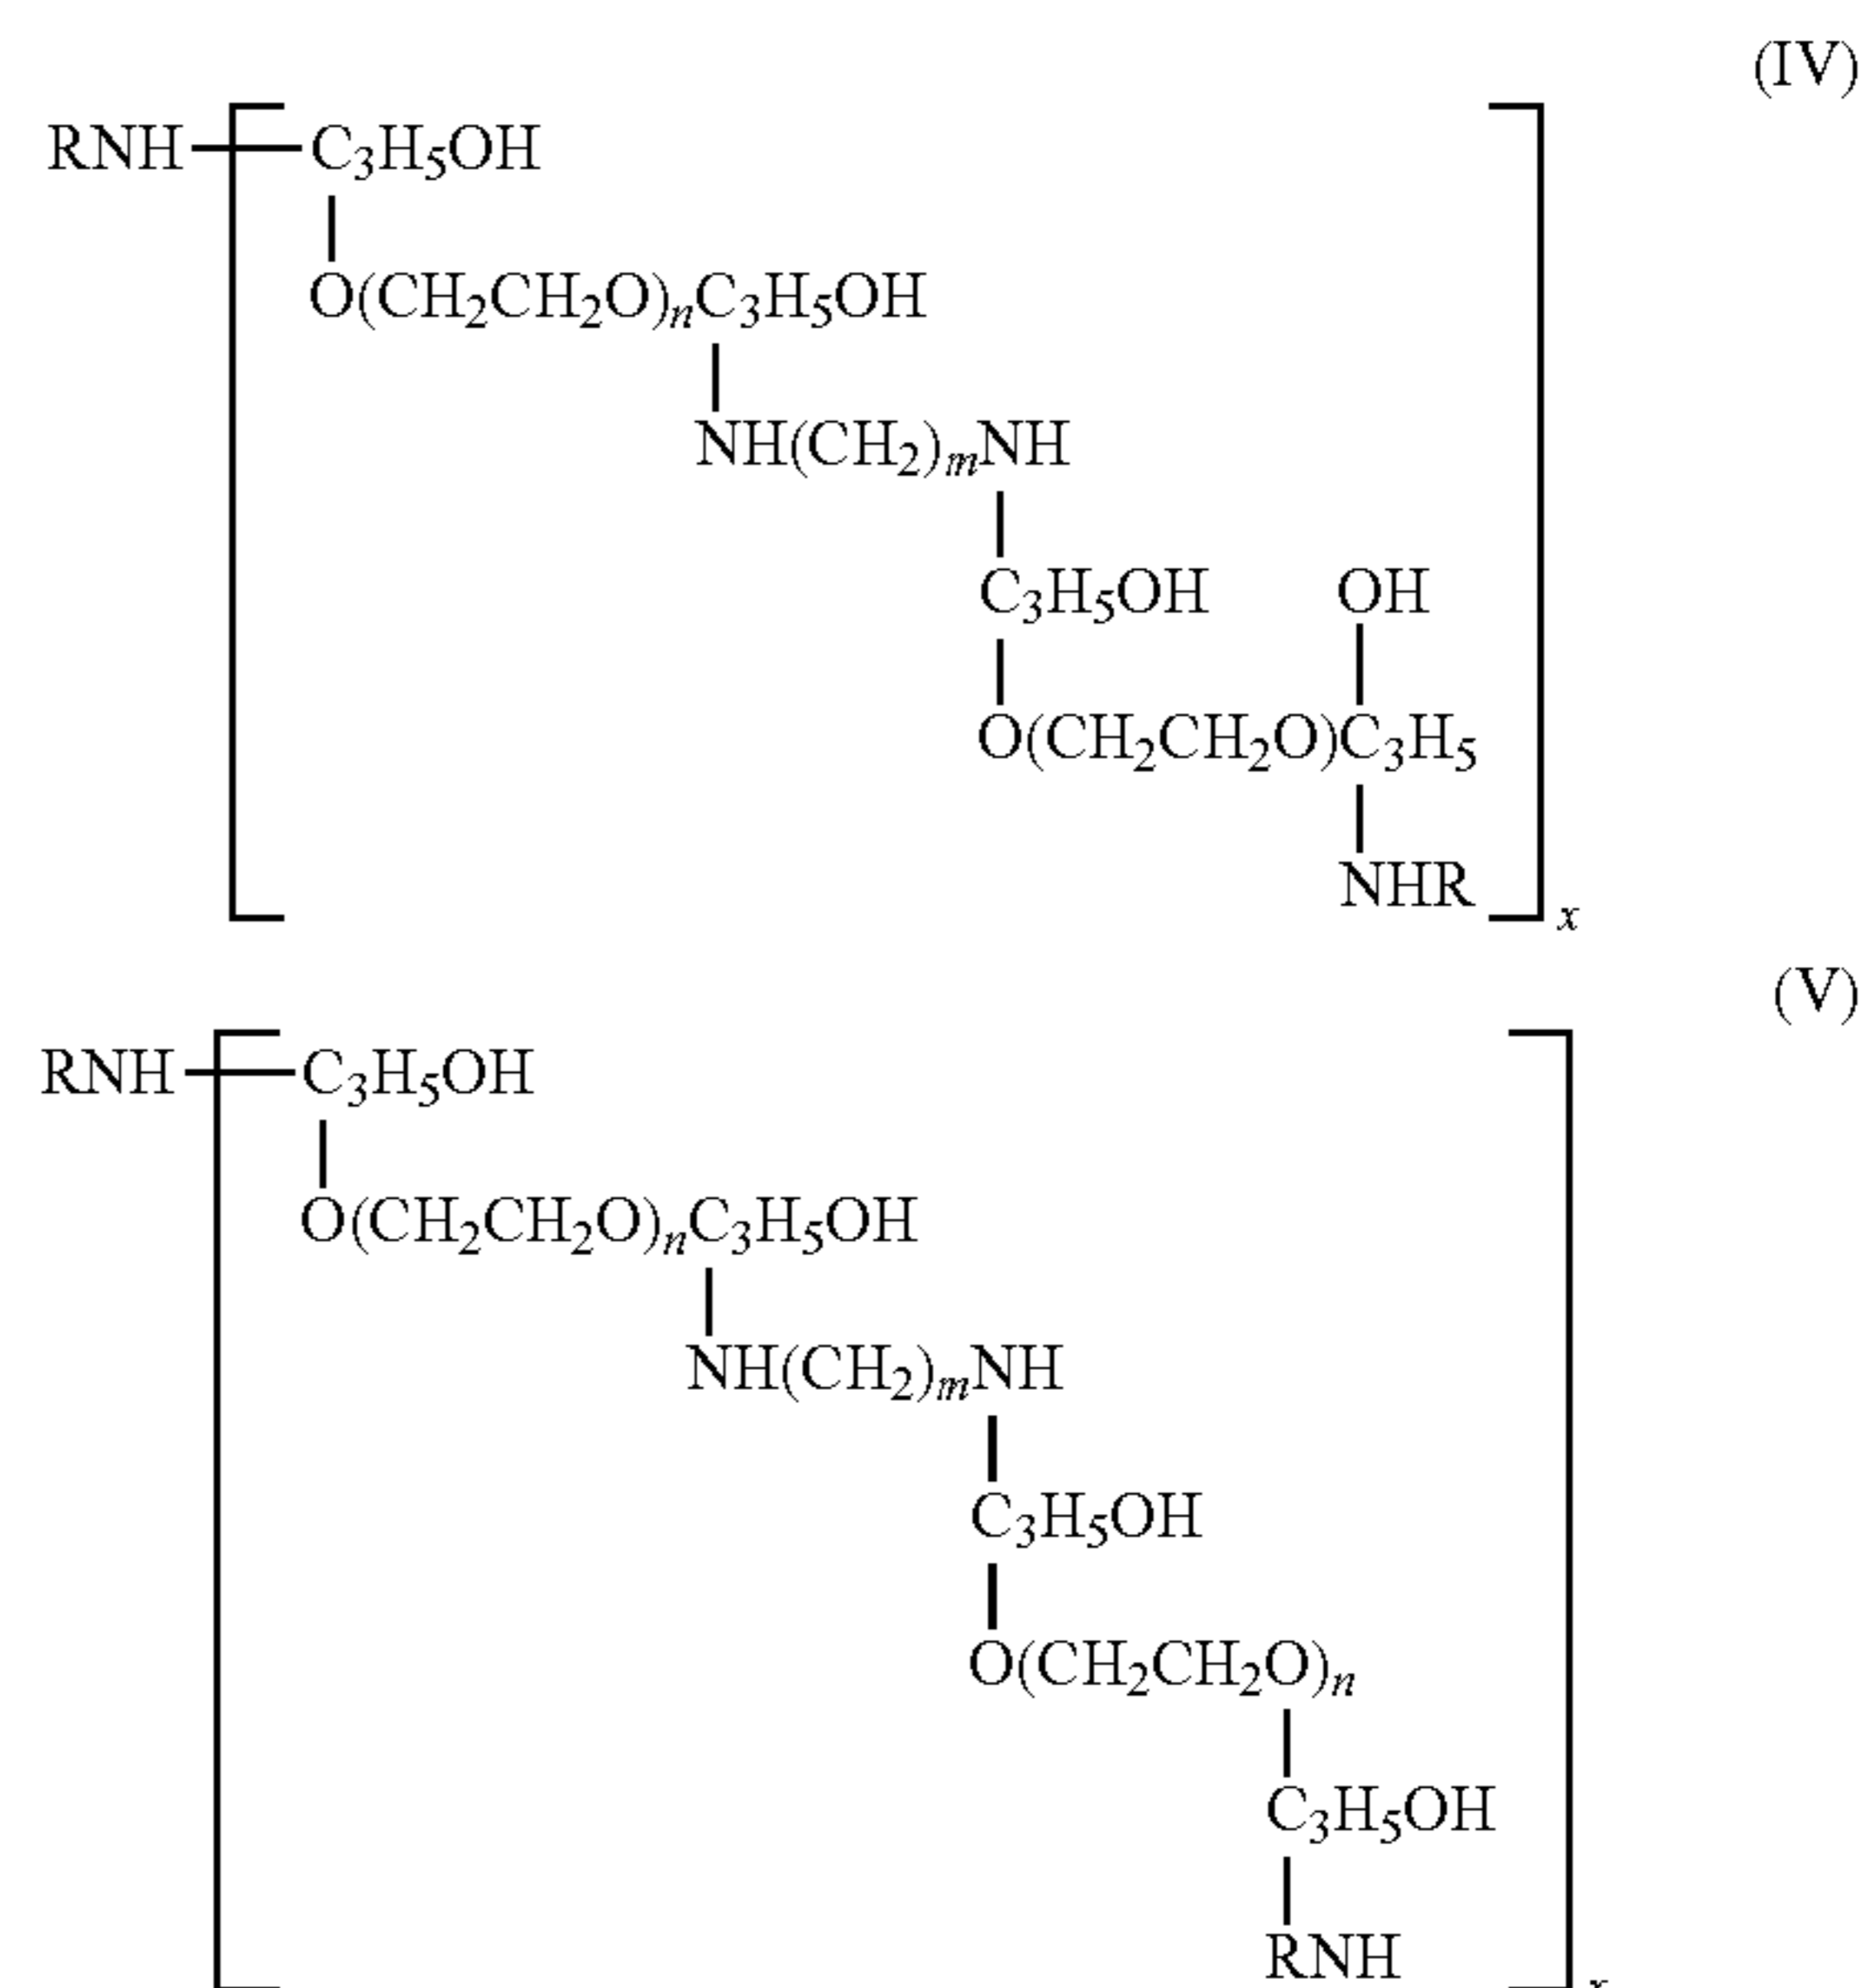 (IV)
RNH C3H5OH
O(CH2CH2O)nC3H5OH
NH(CH2)mNH
C3H5OH OH
O(CH2CH2O)C3H5
NHR
x
(V)
RNH C3H5OH
O(CH2CH2O)nC3H5OH
NH(CH2)mNH
C3H5OH
O(CH2CH2O)n
C3H5OH
RNH
x